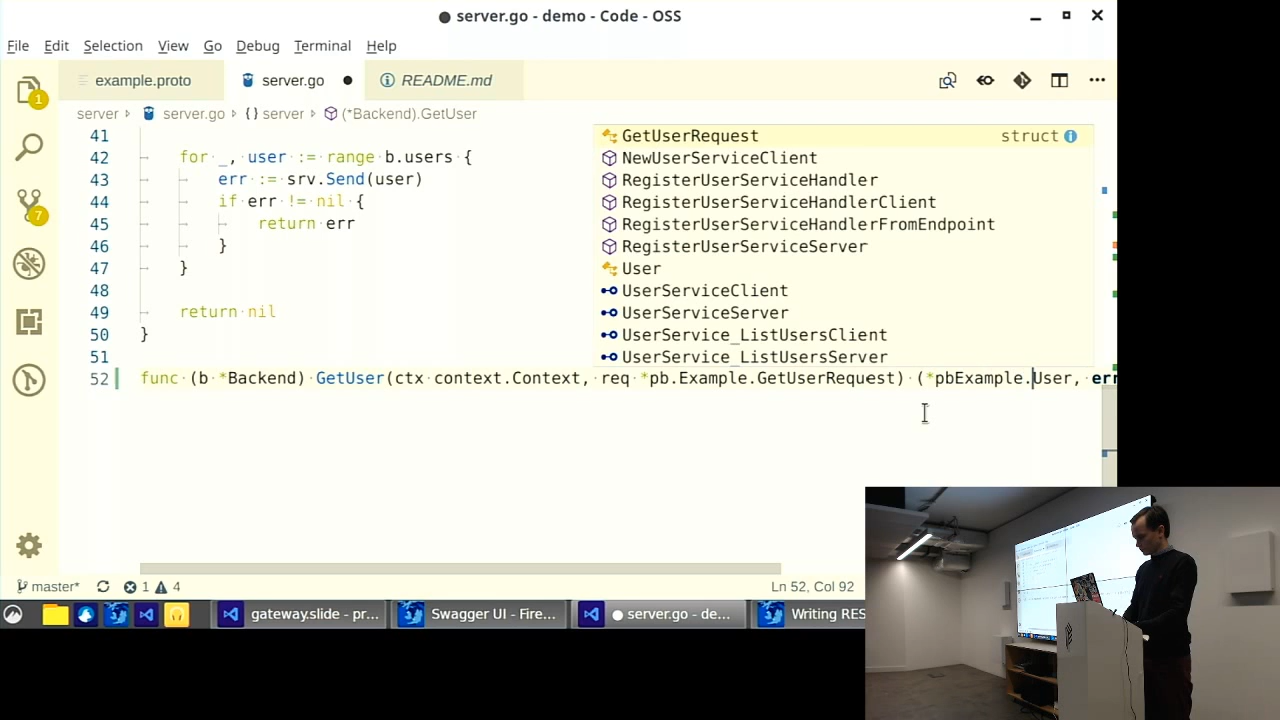 server.go - demo - Code - OSS
File Edit Selection View Go Debug Terminal Help
example.proto server.go README.md
server server.go {} server (*Backend).GetUser
41
42 for _, user := range b.users {
43 err := srv.Send(user)
44 if err != nil {
45 return err
46 }
47 }
48
49 return nil
50 }
51
52 func (b *Backend) GetUser(ctx context.Context, req *pb.Example.GetUserRequest) (*pbExample.User, err
GetUserRequest struct
NewUserServiceClient
RegisterUserServiceHandler
RegisterUserServiceHandlerClient
RegisterUserServiceHandlerFromEndpoint
RegisterUserServiceServer
User
UserServiceClient
UserServiceServer
UserService_ListUsersClient
UserService_ListUsersServer
1
7
master* 1 4 Ln 52, Col 92
gateway.slide - pr... Swagger UI - Fire... server.go - de... Writing RES